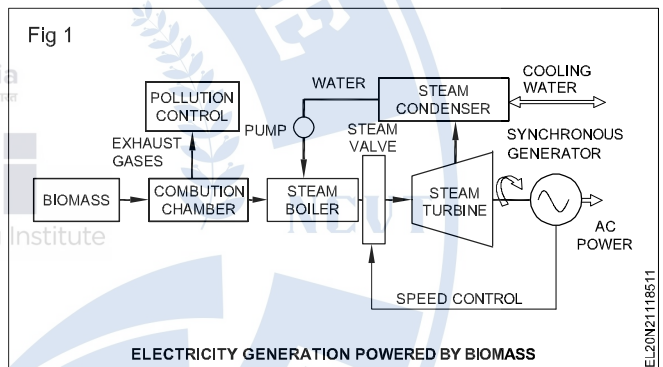 Fig 1
POLLUTION
CONTROL
EXHAUST
GASES
BIOMASS
COMBUTION
CHAMBER
WATER
PUMP
STEAM
BOILER
STEAM
VALVE
STEAM
CONDENSER
COOLING
WATER
STEAM
TURBINE
SYNCHRONOUS
GENERATOR
AC
POWER
SPEED CONTROL
NCVT
Institute
ELECTRICITY GENERATION POWERED BY BIOMASS
EL20N21118511